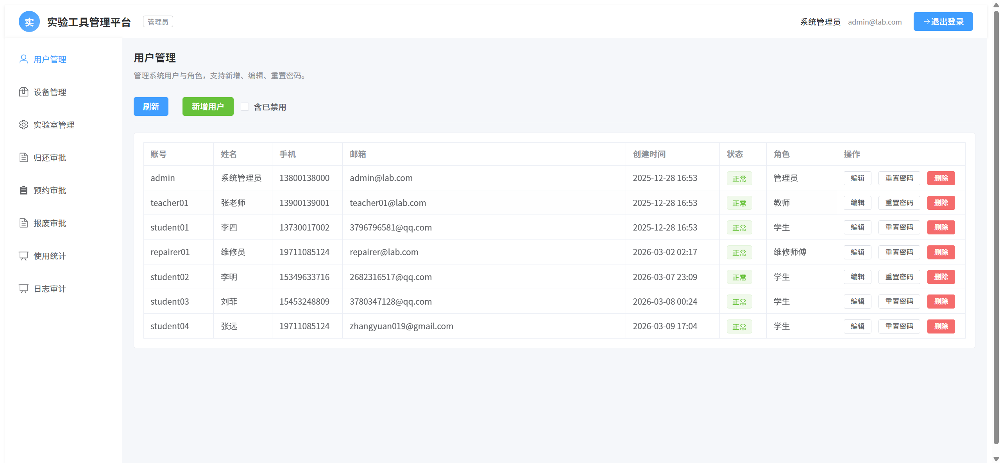 实 实验工具管理平台 管理员 系统管理员 admin@lab.com →退出登录
用户管理
设备管理
实验室管理
归还审批
预约审批
报废审批
使用统计
日志审计
用户管理
管理系统用户与角色，支持新增、编辑、重置密码。
刷新 新增用户 含已禁用
账号 姓名 手机 邮箱 创建时间 状态 角色 操作
admin 系统管理员 13800138000 admin@lab.com 2025-12-28 16:53 正常 管理员 编辑 重置密码 删除
teacher01 张老师 13900139001 teacher01@lab.com 2025-12-28 16:53 正常 教师 编辑 重置密码 删除
student01 李四 13730017002 3796796581@qq.com 2025-12-28 16:53 正常 学生 编辑 重置密码 删除
repairer01 维修员 19711085124 repairer@lab.com 2026-03-02 02:17 正常 维修师傅 编辑 重置密码 删除
student02 李明 15349633716 2682316517@qq.com 2026-03-07 23:09 正常 学生 编辑 重置密码 删除
student03 刘菲 15453248809 3780347128@qq.com 2026-03-08 00:24 正常 学生 编辑 重置密码 删除
student04 张远 19711085124 zhangyuan019@gmail.com 2026-03-09 17:04 正常 学生 编辑 重置密码 删除